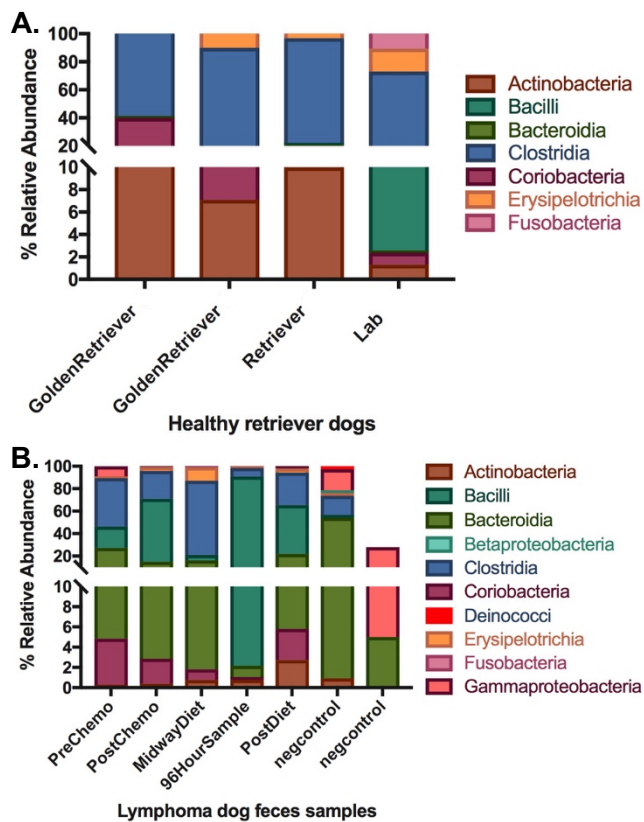 A.
% Relative Abundance
100
80
60
40
20
10
8
6
4
2
0
GoldenRetriever
GoldenRetriever
Retriever
Lab
Healthy retriever dogs
Actinobacteria
Bacilli
Bacteroidia
Clostridia
Coriobacteria
Erysipelotrichia
Fusobacteria
B.
% Relative Abundance
100
80
60
40
20
10
8
6
4
2
0
PreChemo
PostChemo
MidwayDiet
96HourSample
PostDiet
negcontrol
negcontrol
Lymphoma dog feces samples
Actinobacteria
Bacilli
Bacteroidia
Betaproteobacteria
Clostridia
Coriobacteria
Deinococci
Erysipelotrichia
Fusobacteria
Gammaproteobacteria